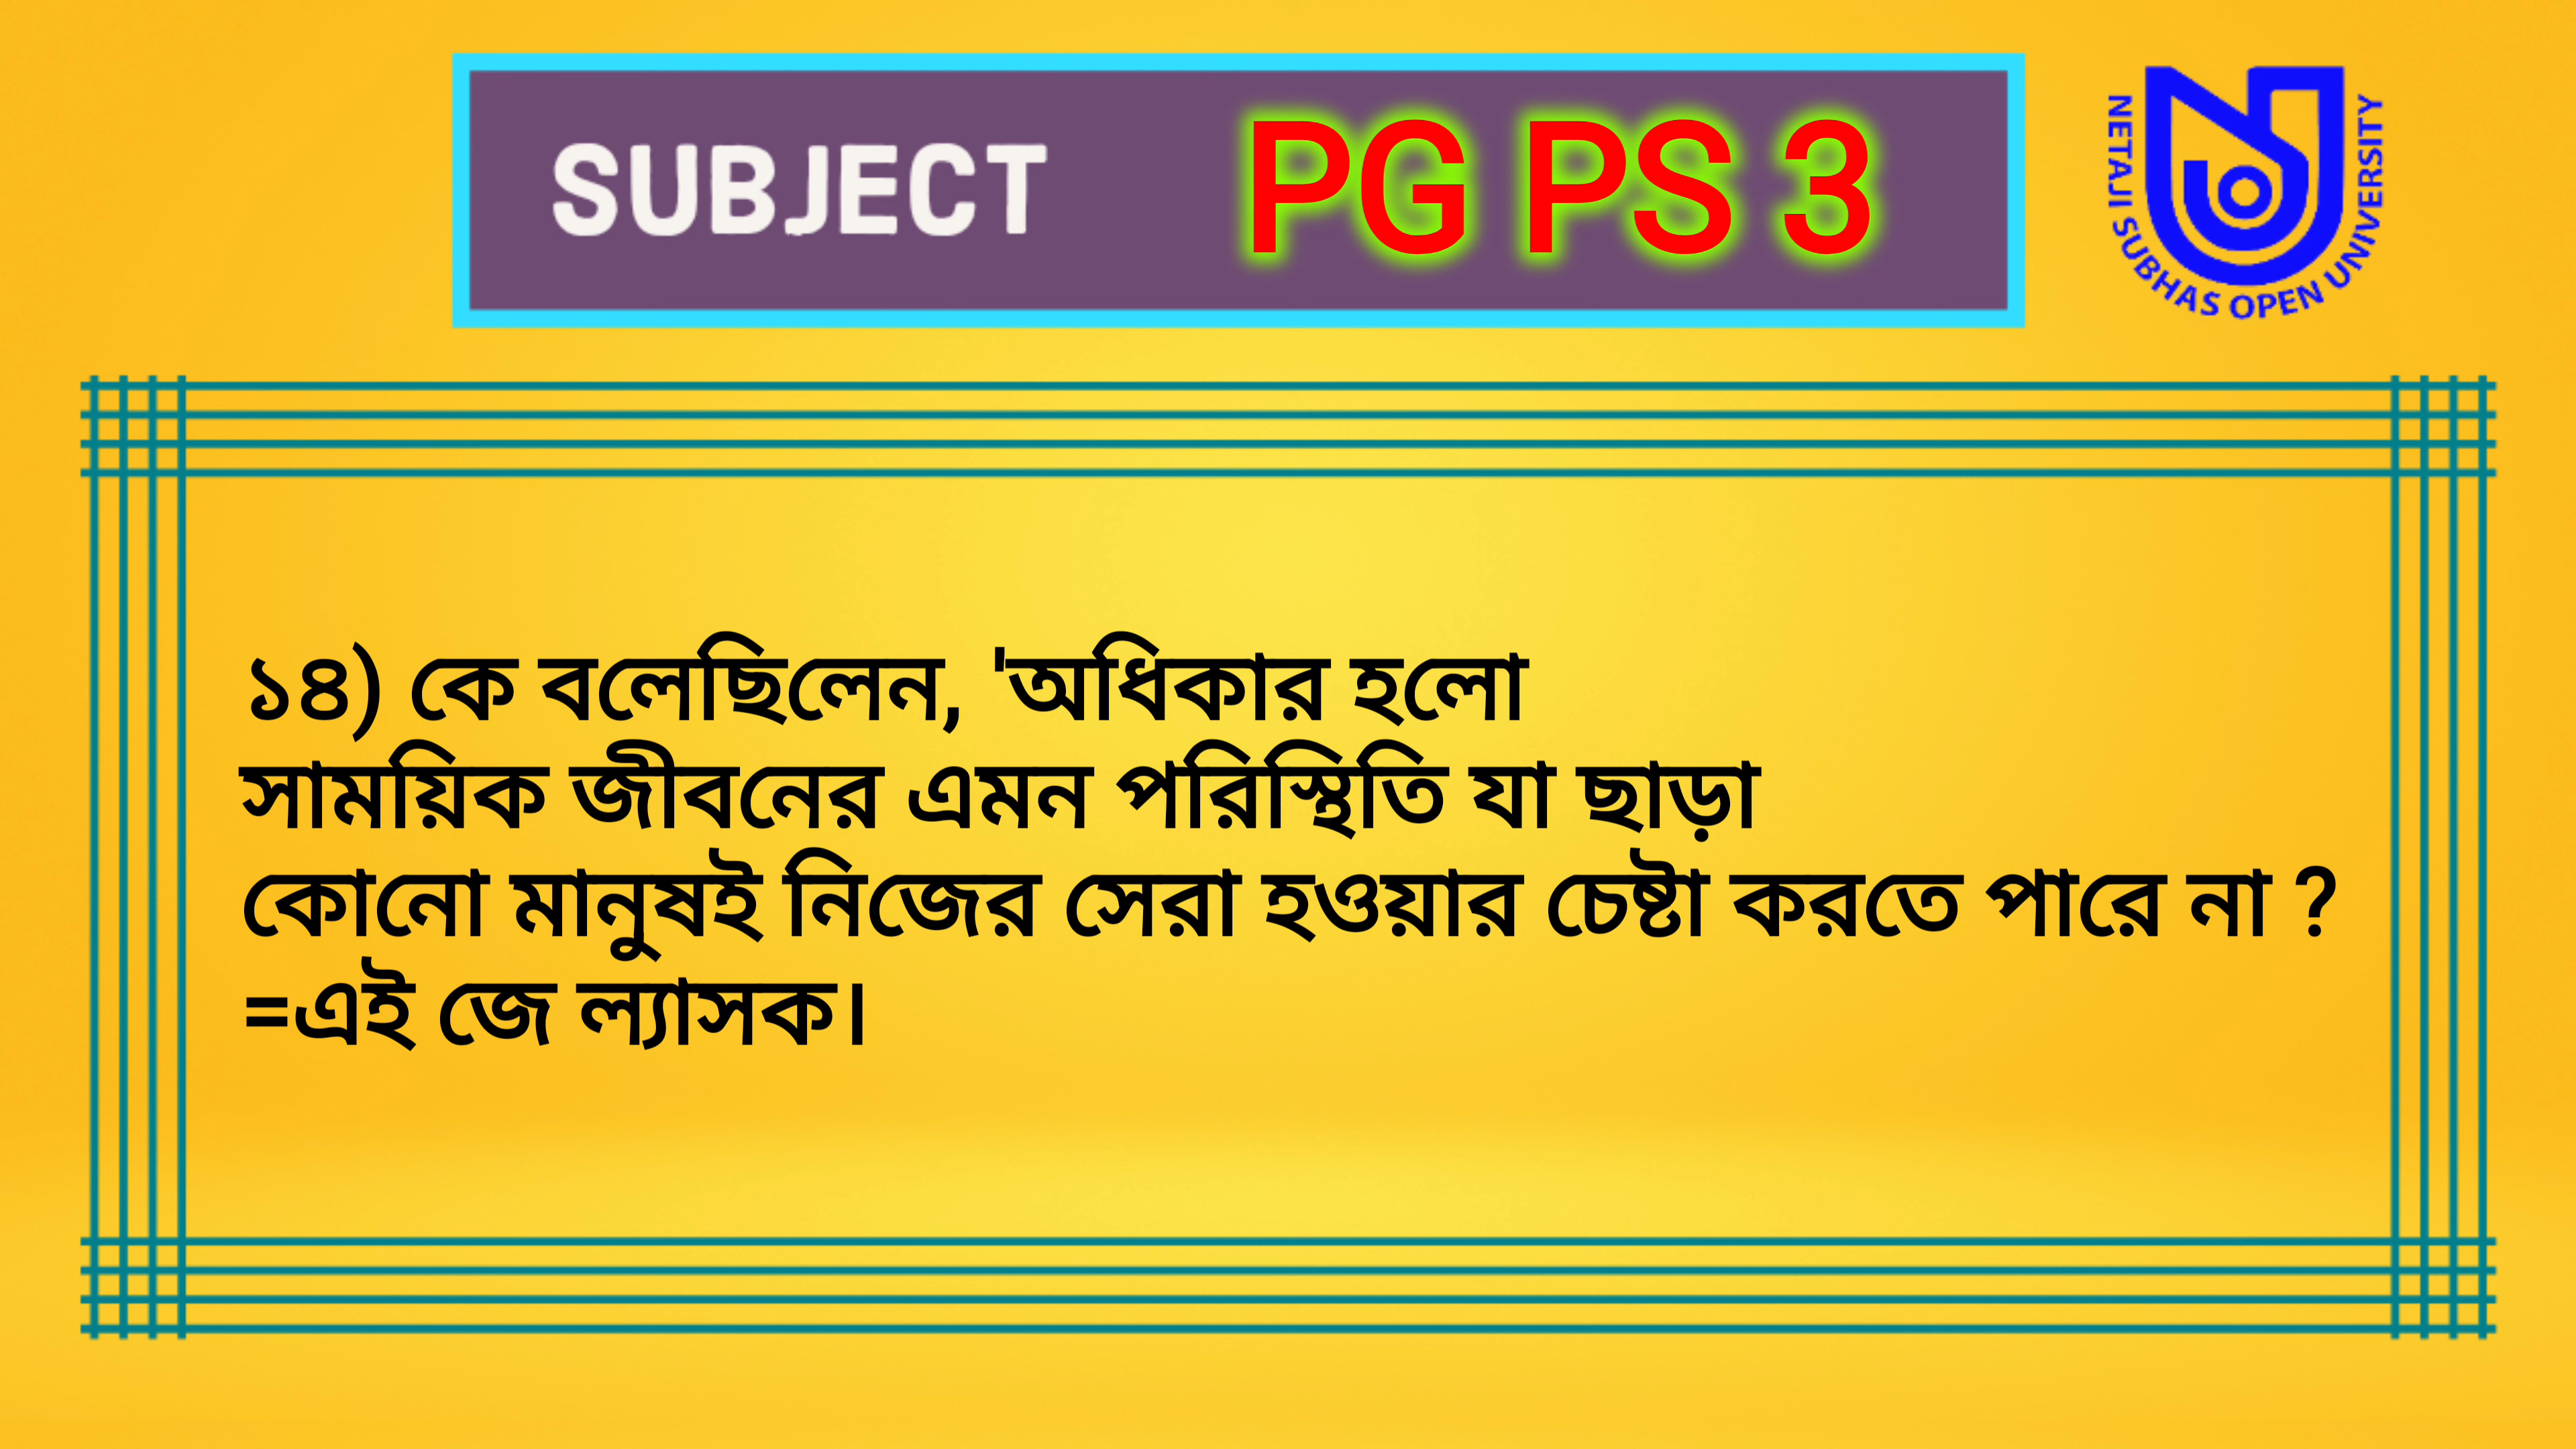 SUBJECT PG PS 3
NETAJI SUBHAS OPEN UNIVERSITY
১৪) কে বলেছিলেন, 'অধিকার হলো
সাময়িক জীবনের এমন পরিস্থিতি যা ছাড়া
কোনো মানুষই নিজের সেরা হওয়ার চেষ্টা করতে পারে না ?
=এই জে ল্যাসক।